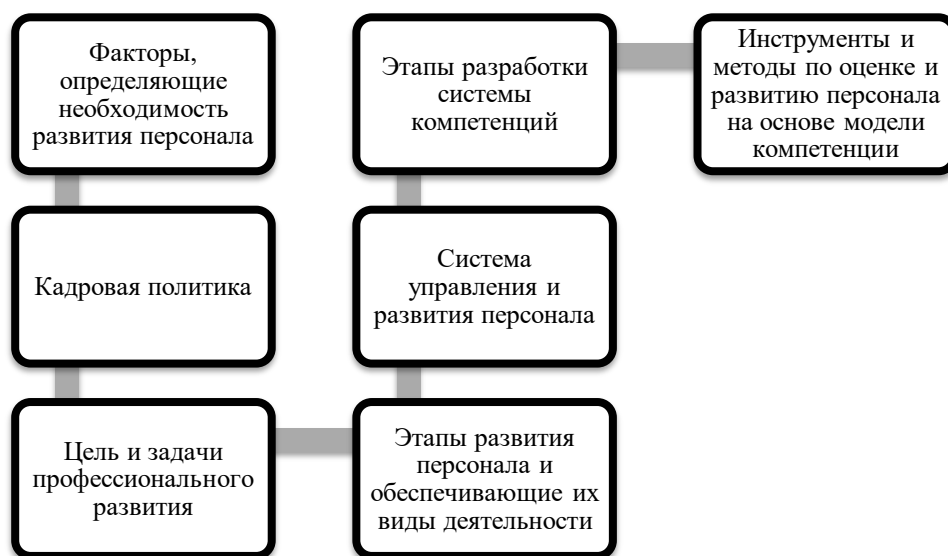 Факторы,
определяющие
необходимость
развития персонала
Кадровая политика
Цель и задачи
профессионального
развития
Этапы развития
персонала и
обеспечивающие их
виды деятельности
Система
управления и
развития персонала
Этапы разработки
системы
компетенций
Инструменты и
методы по оценке и
развитию персонала
на основе модели
компетенции